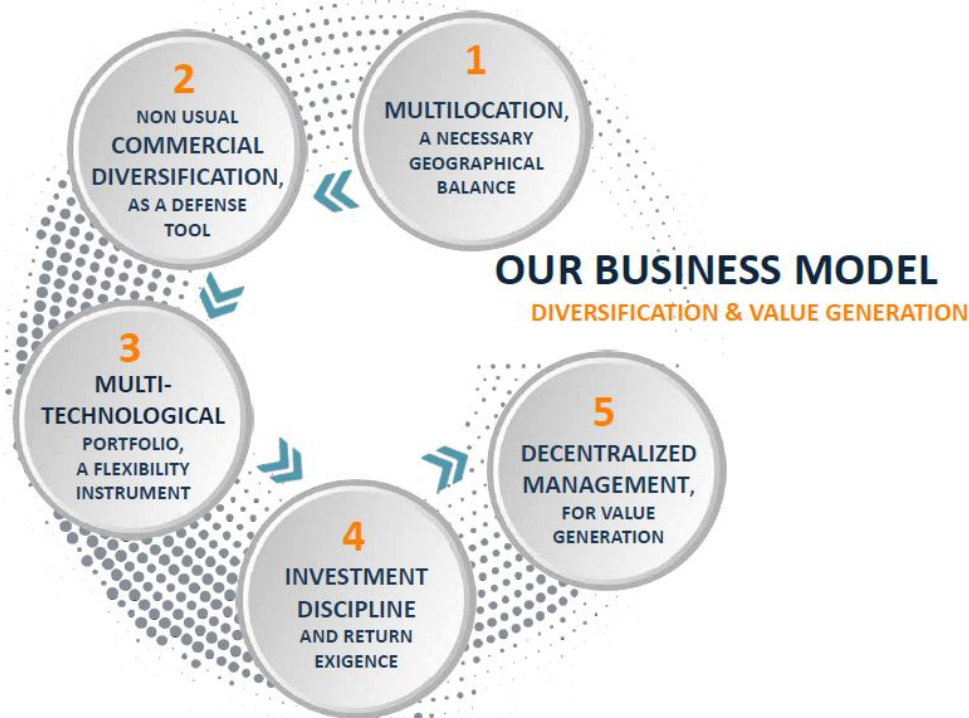 OUR BUSINESS MODEL
DIVERSIFICATION & VALUE GENERATION
1
MULTILOCATION,
A NECESSARY
GEOGRAPHICAL
BALANCE
2
NON USUAL
COMMERCIAL
DIVERSIFICATION,
AS A DEFENSE
TOOL
3
MULTI-
TECHNOLOGICAL
PORTFOLIO,
A FLEXIBILITY
INSTRUMENT
4
INVESTMENT
DISCIPLINE
AND RETURN
EXIGENCE
5
DECENTRALIZED
MANAGEMENT,
FOR VALUE
GENERATION